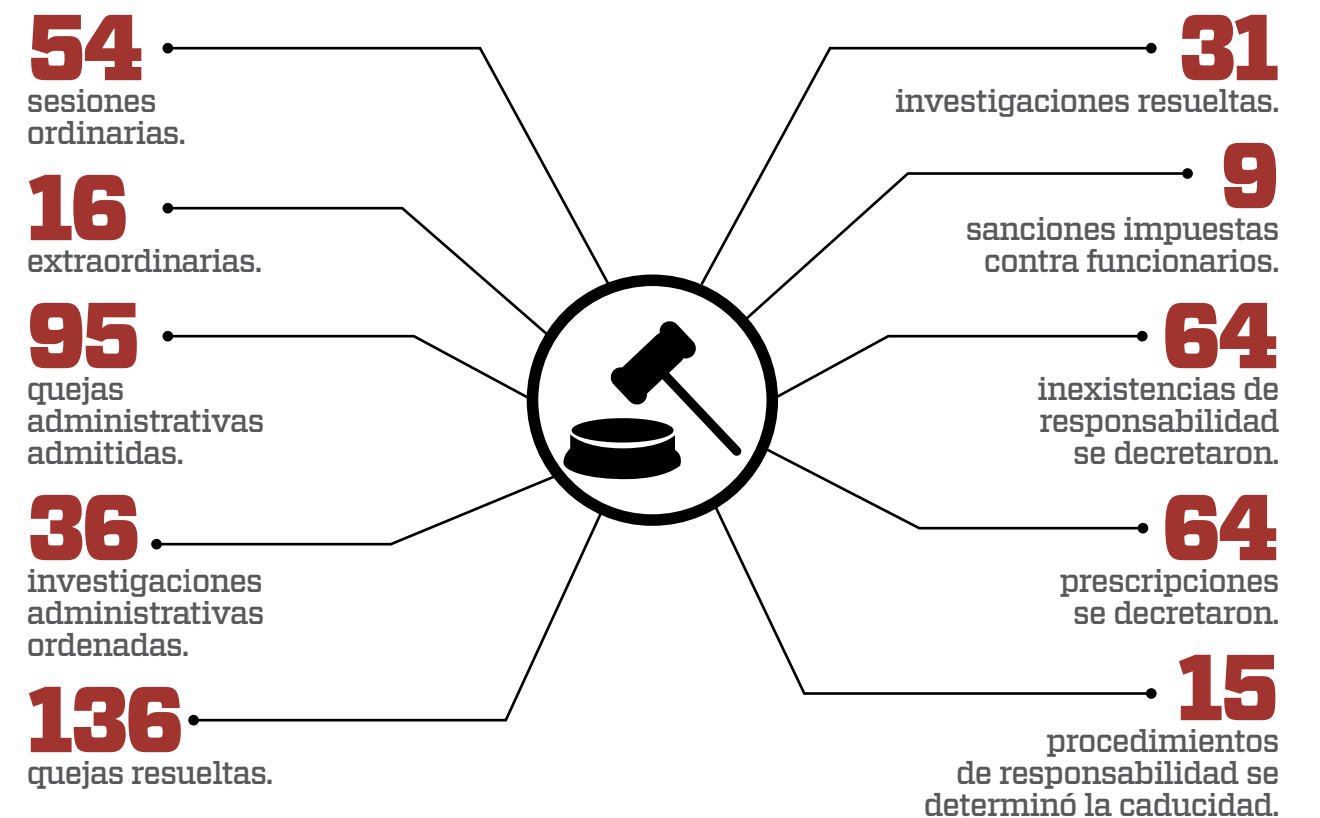 54
sesiones
ordinarias.
16
extraordinarias.
95
quejas
administrativas
admitidas.
36
investigaciones
administrativas
ordenadas.
136
quejas resueltas.
31
investigaciones resueltas.
9
sanciones impuestas
contra funcionarios.
64
inexistencias de
responsabilidad
se decretaron.
64
prescripciones
se decretaron.
15
procedimientos
de responsabilidad se
determinó la caducidad.